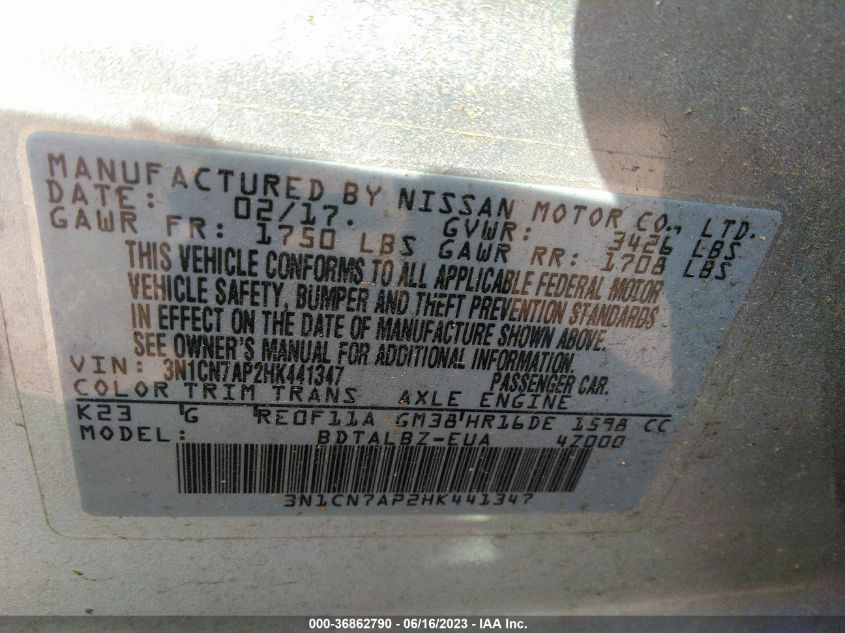 MANUFACTURED BY NISSAN MOTOR CO., LTD.
DATE: 02/17. GVWR: 3426 LBS
GAWR FR: 1750 LBS GAWR RR: 1708 LBS
THIS VEHICLE CONFORMS TO ALL APPLICABLE FEDERAL MOTOR
VEHICLE SAFETY, BUMPER AND THEFT PREVENTION STANDARDS
IN EFFECT ON THE DATE OF MANUFACTURE SHOWN ABOVE.
SEE OWNER'S MANUAL FOR ADDITIONAL INFORMATION.
VIN: 3N1CN7AP2HK441347 PASSENGER CAR.
COLOR TRIM TRANS AXLE ENGINE
K23 G RE0F11A GM38 HR16DE 1598 CC
MODEL: BDTALBZ-EUA 4Z000
3N1CN7AP2HK441347
000-36862790 - 06/16/2023 - IAA Inc.